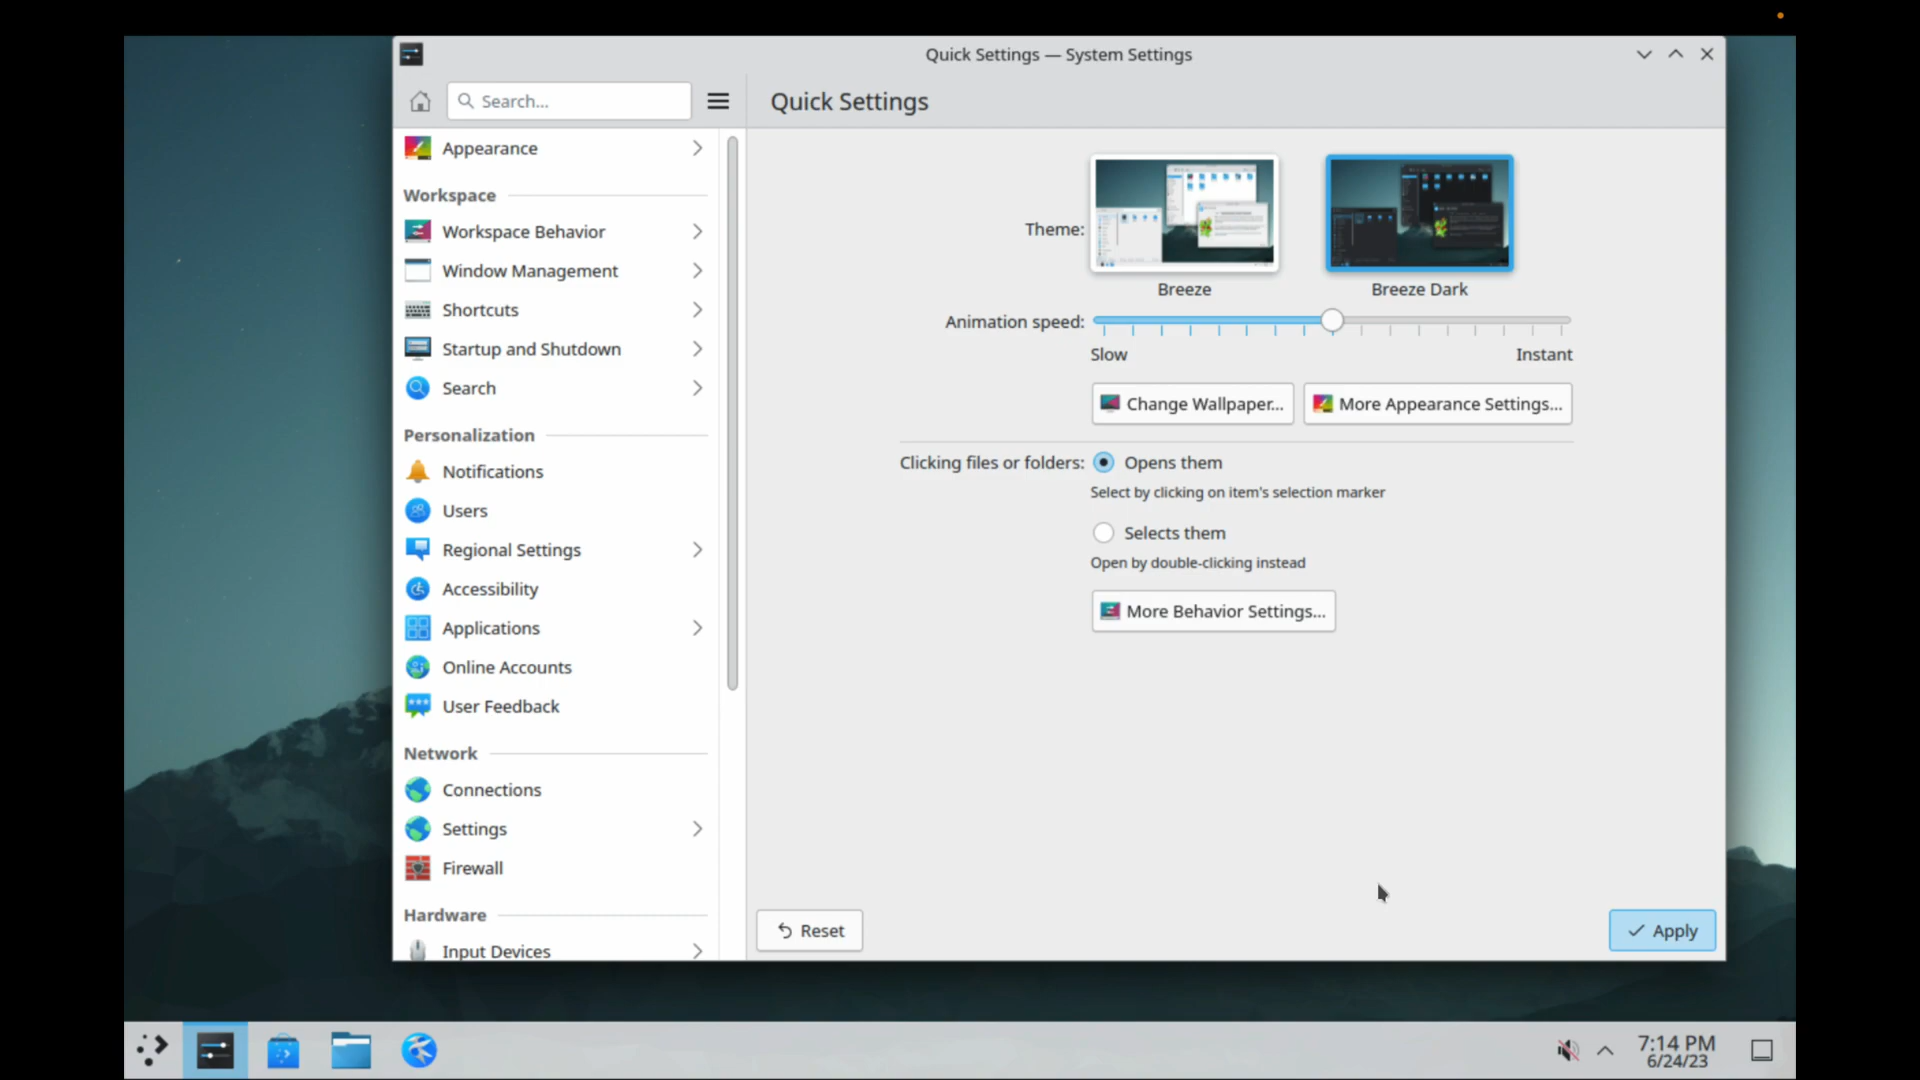 Quick Settings — System Settings
Search...
Quick Settings
Appearance
Workspace
Workspace Behavior
Window Management
Shortcuts
Startup and Shutdown
Search
Personalization
Notifications
Users
Regional Settings
Accessibility
Applications
Online Accounts
User Feedback
Network
Connections
Settings
Firewall
Hardware
Input Devices
Theme:
Breeze
Breeze Dark
Animation speed:
Slow
Instant
Change Wallpaper...
More Appearance Settings...
Clicking files or folders:
Opens them
Select by clicking on item's selection marker
Selects them
Open by double-clicking instead
More Behavior Settings...
Reset
Apply
7:14 PM
6/24/23